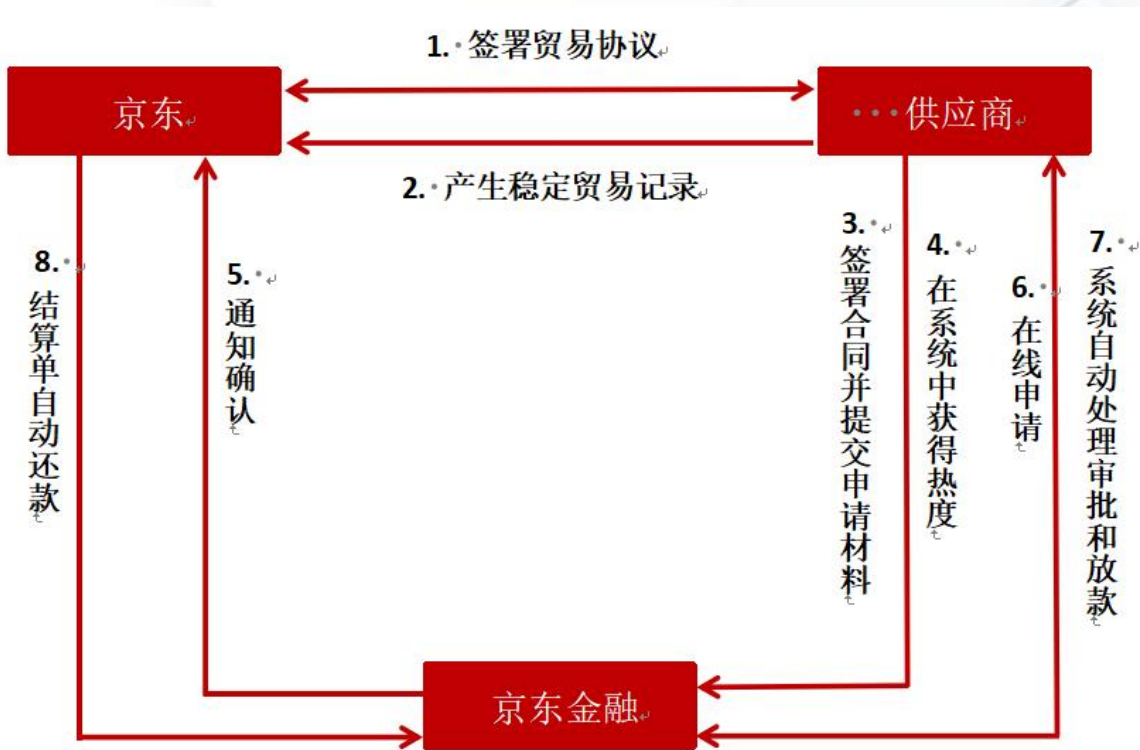 1. 签署贸易协议
京东
供应商
2. 产生稳定贸易记录
3.
签署合同并提交申请材料
4.
在系统中获得热度
5.
通知确认
6.
在线申请
7.
系统自动处理审批和放款
8.
结算单自动还款
京东金融